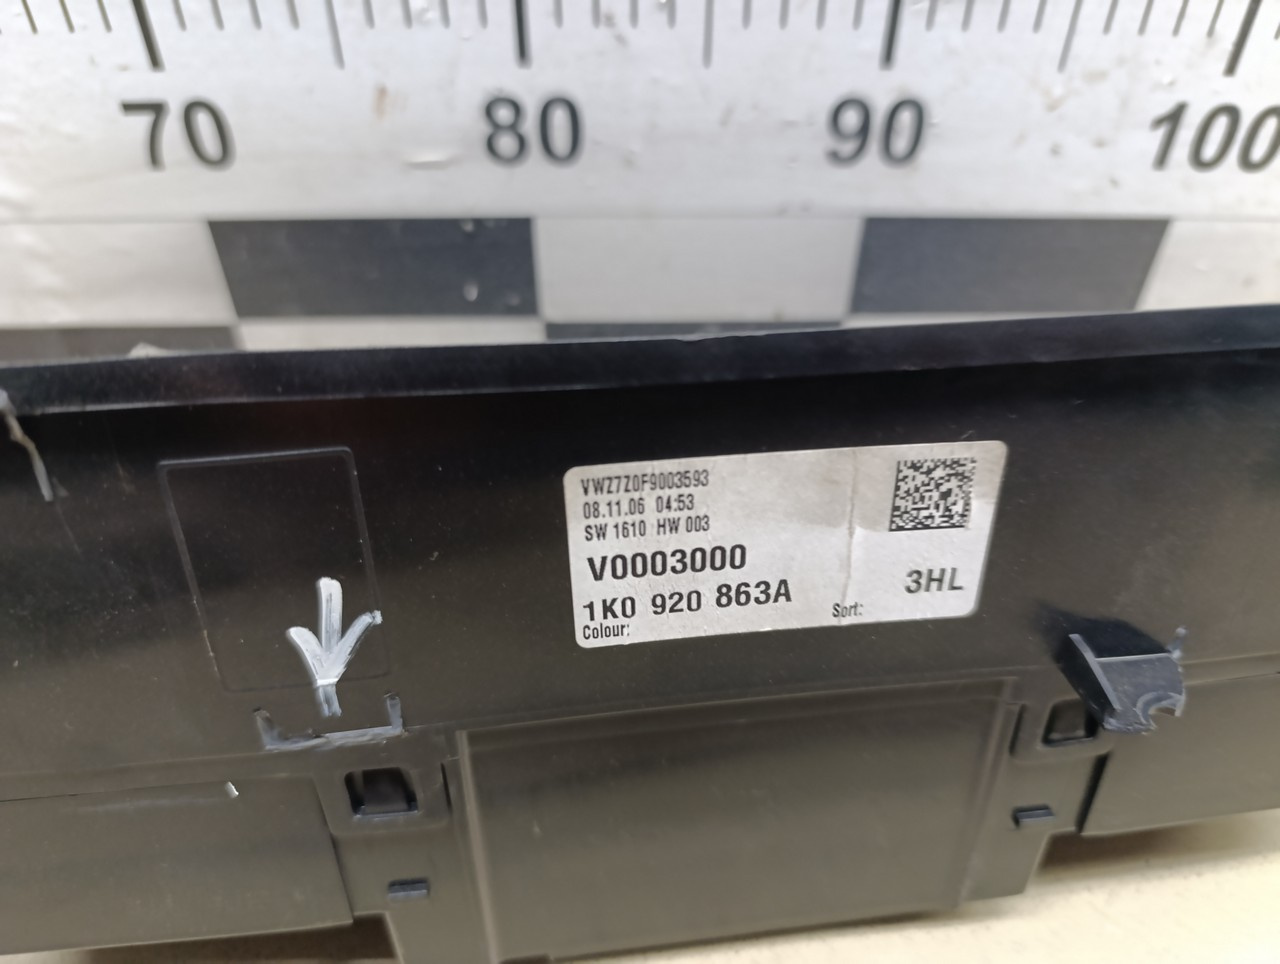 70 80 90 100
VWZ7Z0F9003593
08.11.06 04:53
SW 1610 HW 003
V0003000
1K0 920 863A
3HL
Colour:
Sort: